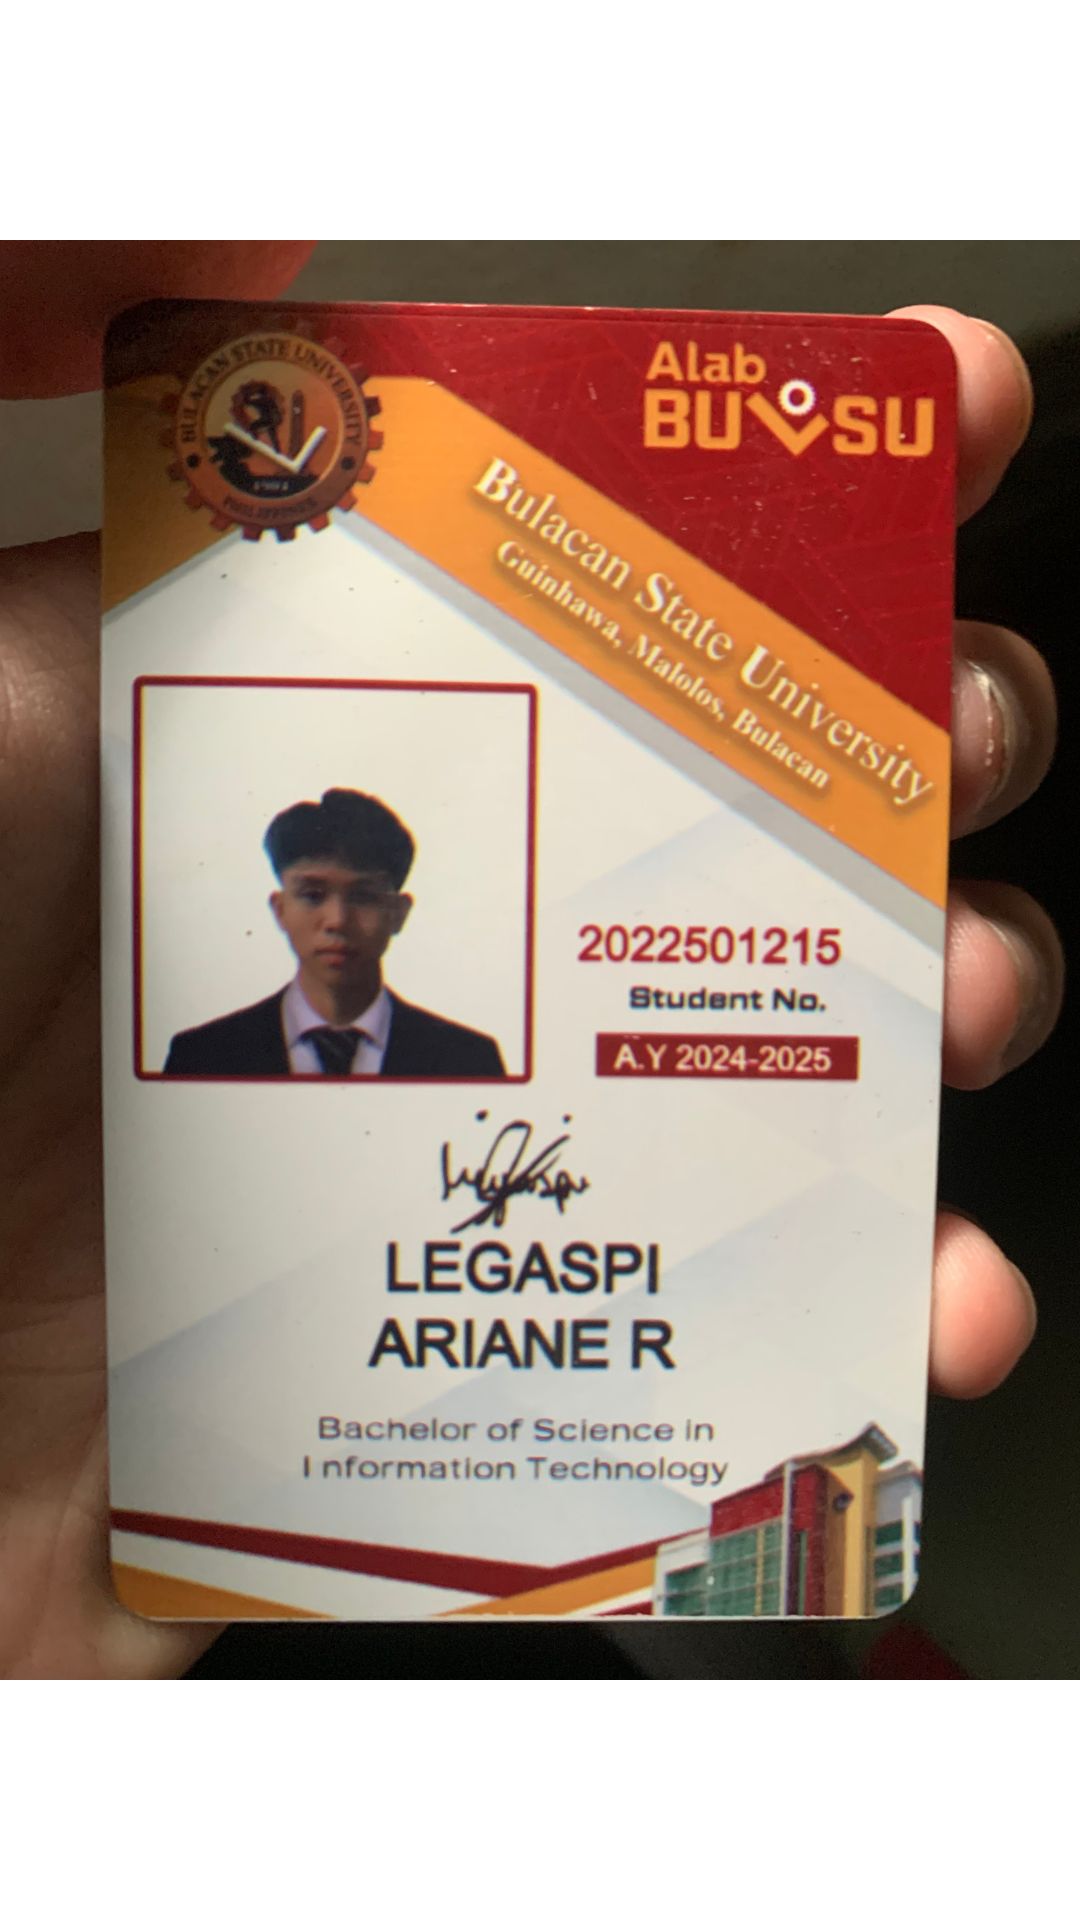 BULACAN STATE UNIVERSITY
1904
PHILIPPINES
Alab
BULSU
Bulacan State University
Guinhawa, Malolos, Bulacan
2022501215
Student No.
A.Y 2024-2025
LEGASPI
ARIANE R
Bachelor of Science in
Information Technology